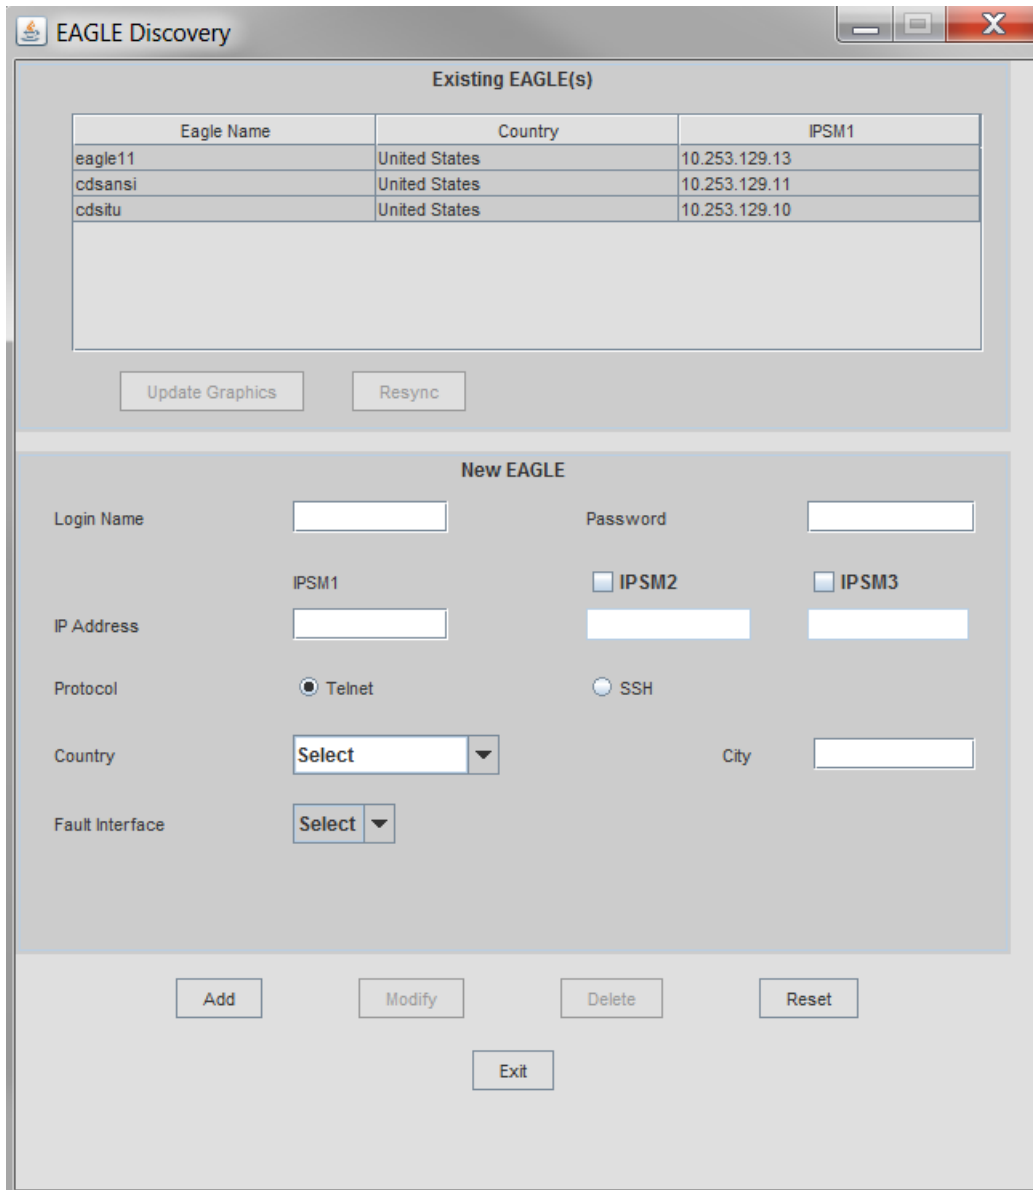 EAGLE Discovery
Existing EAGLE(s)
Eagle Name Country IPSM1
eagle11 United States 10.253.129.13
cdsansi United States 10.253.129.11
cdsitu United States 10.253.129.10
Update Graphics Resync
New EAGLE
Login Name Password
IPSM1 IPSM2 IPSM3
IP Address
Protocol Telnet SSH
Country Select City
Fault Interface Select
Add Modify Delete Reset
Exit